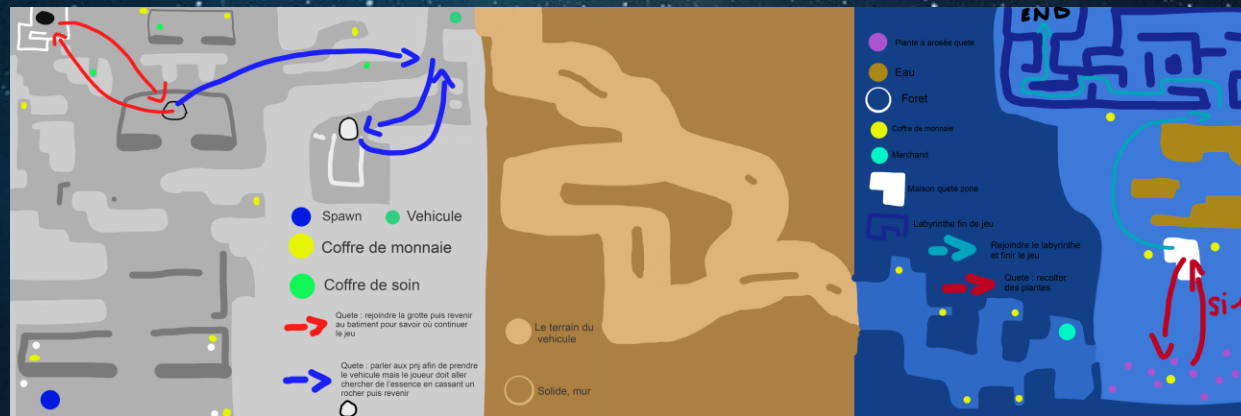 Spawn
Vehicule
Coffre de monnaie
Coffre de soin
Quete : rejoindre la grotte puis revenir
au batiment pour savoir où continuer
le jeu
Quete : parler aux pnj afin de prendre
le vehicule mais le joueur doit aller
chercher de l'essence en cassant un
rocher puis revenir
Le terrain du
vehicule
Solide, mur
END
Plante à arosée quete
Eau
Foret
Coffre de monnaie
Marchand
Maison quete zone
Labyrinthe fin de jeu
Rejoindre le labyrinthe
et finir le jeu
Quete : recolter
des plantes
si